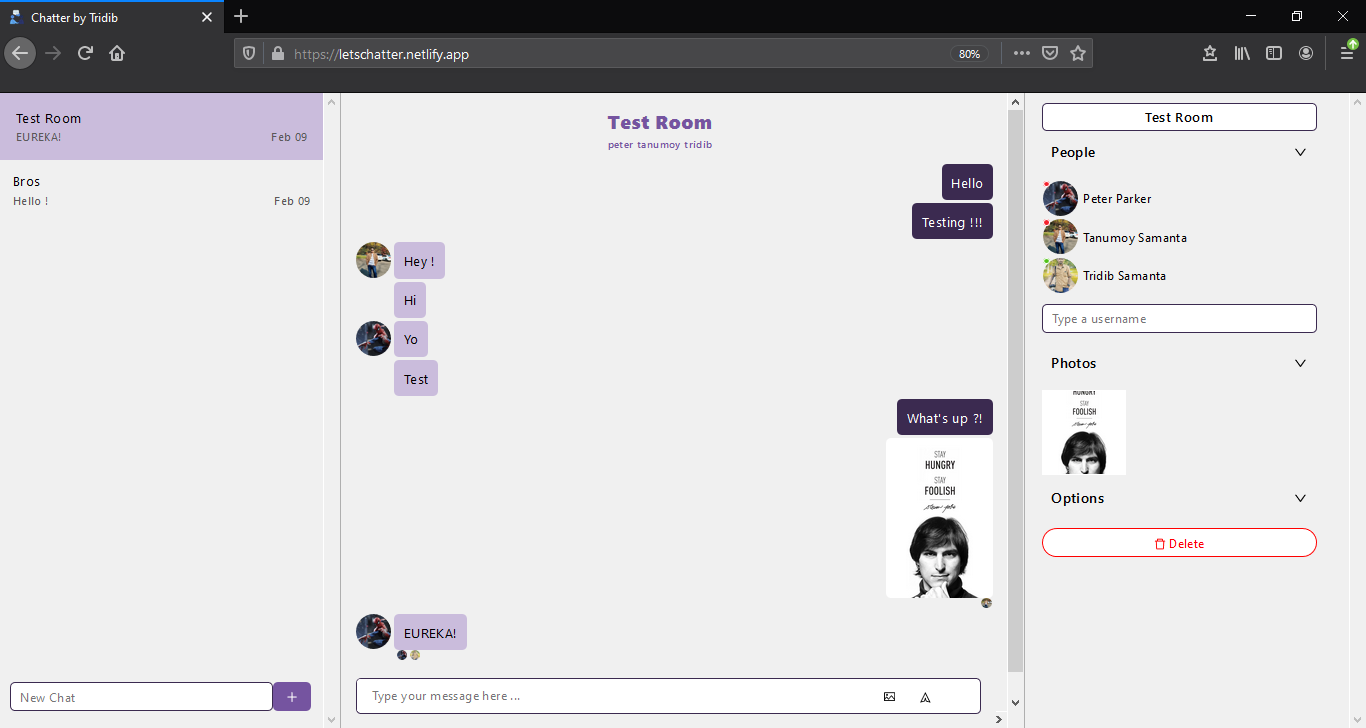 Chatter by Tridib
https://letschatter.netlify.app
80%
Test Room
EUREKA!
Feb 09
Bros
Hello !
Feb 09
New Chat
+
Test Room
peter tanumoy tridib
Hello
Testing !!!
Hey !
Hi
Yo
Test
What's up ?!
STAY
HUNGRY
STAY
FOOLISH
EUREKA!
Type your message here ...
Test Room
People
Peter Parker
Tanumoy Samanta
Tridib Samanta
Type a username
Photos
HUNGRY
STAY
FOOLISH
Options
Delete